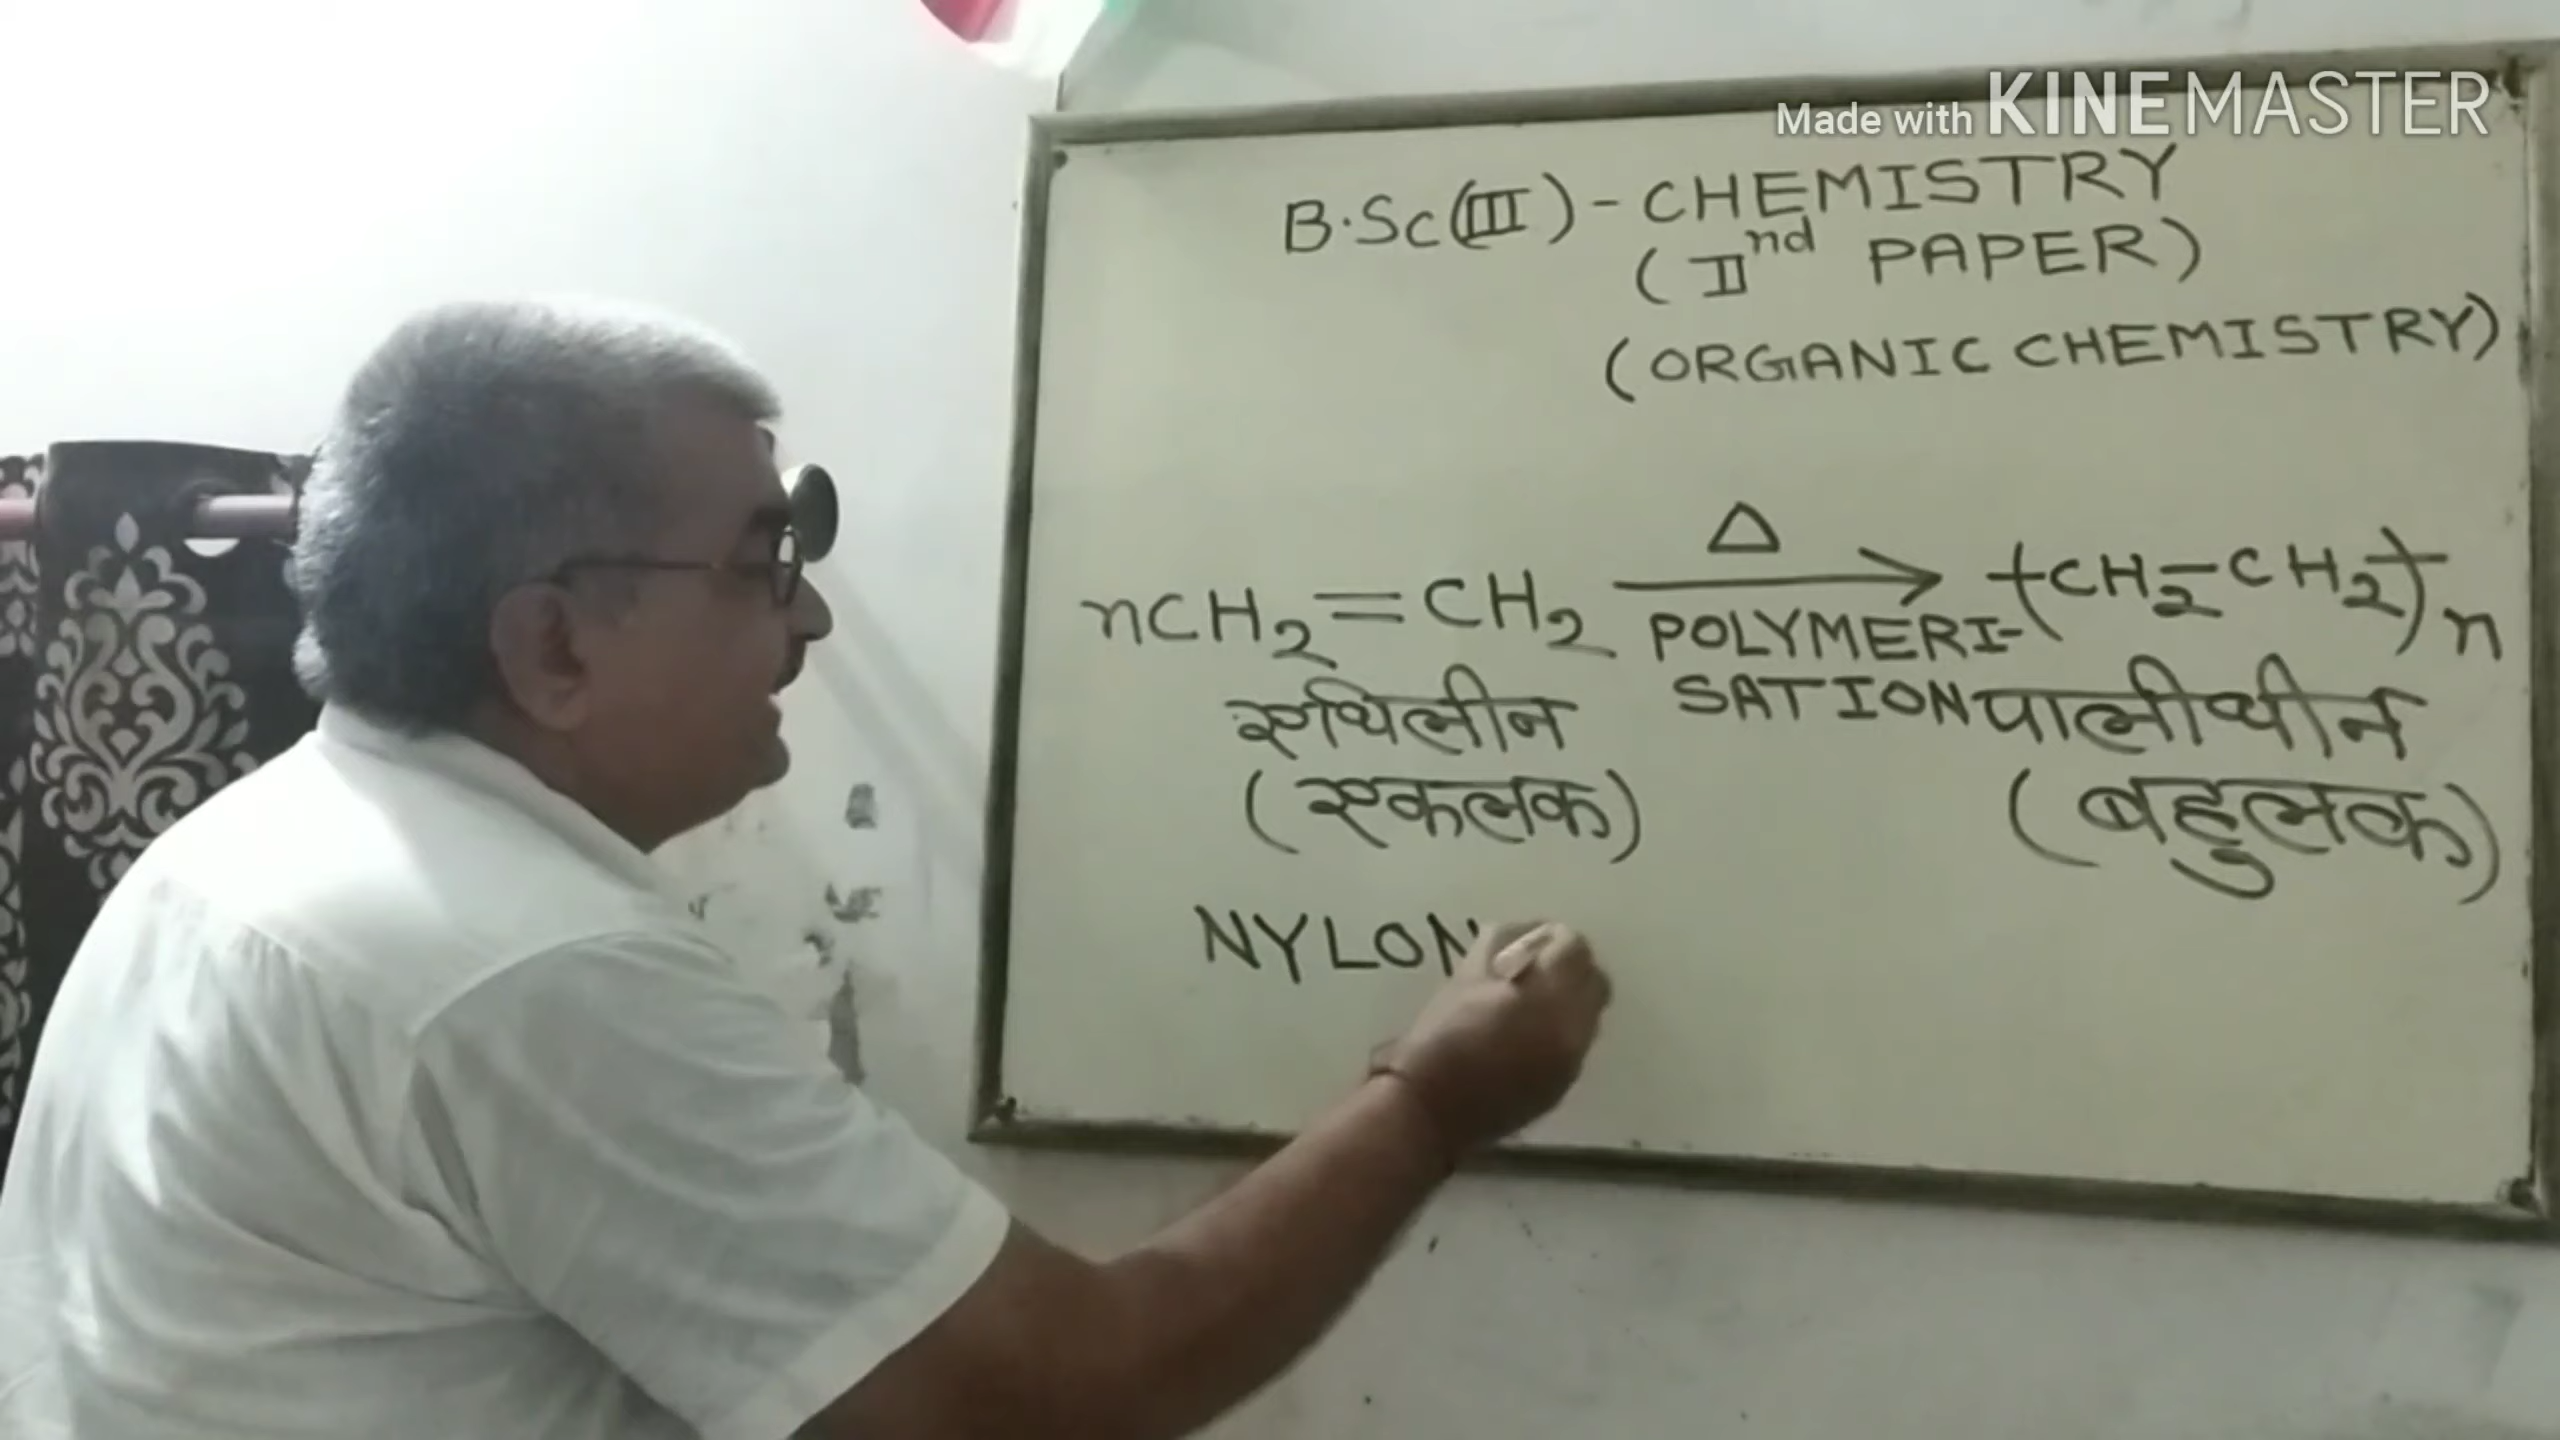 Made with KINEMASTER
B.Sc(III) - CHEMISTRY
(IInd PAPER)
(ORGANIC CHEMISTRY)
Δ
nCH2=CH2 ⟶ (CH2-CH2)n
POLYMERI-
SATION
एथिलीन पालीथीन
(एकलक) (बहुलक)
NYLON